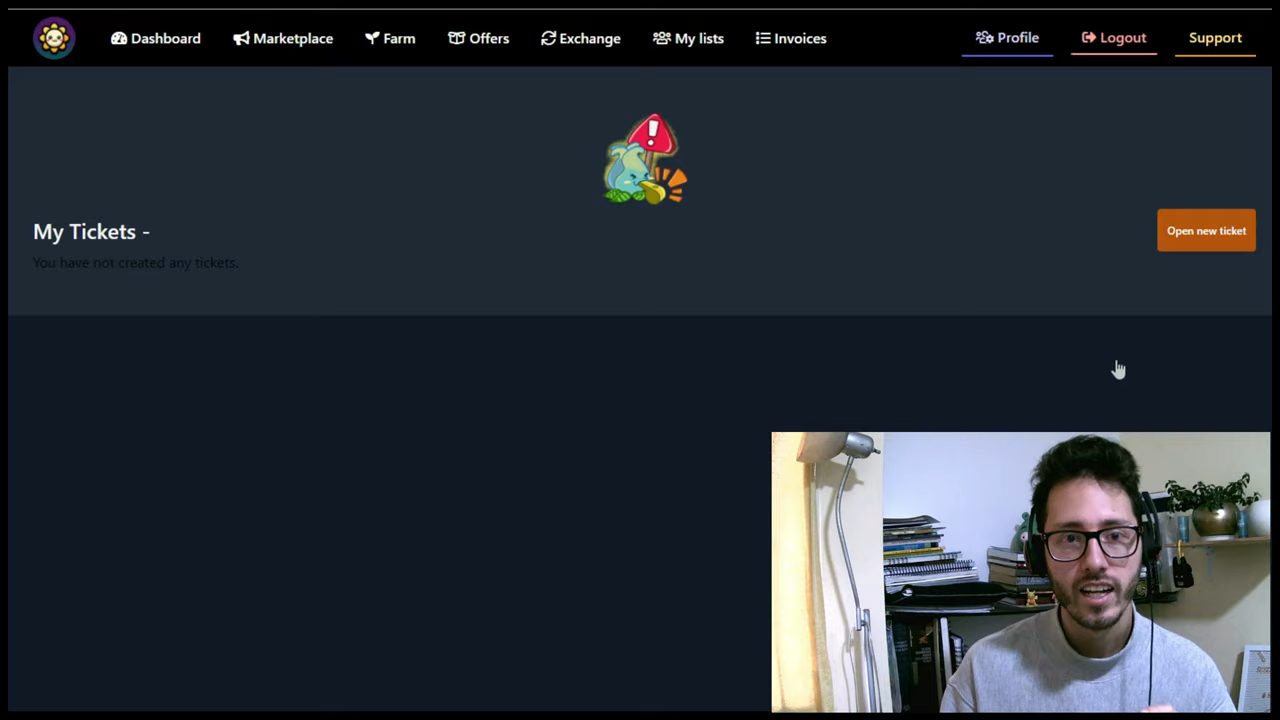 Dashboard
Marketplace
Farm
Offers
Exchange
My lists
Invoices
Profile
Logout
Support
My Tickets -
Open new ticket
You have not created any tickets.